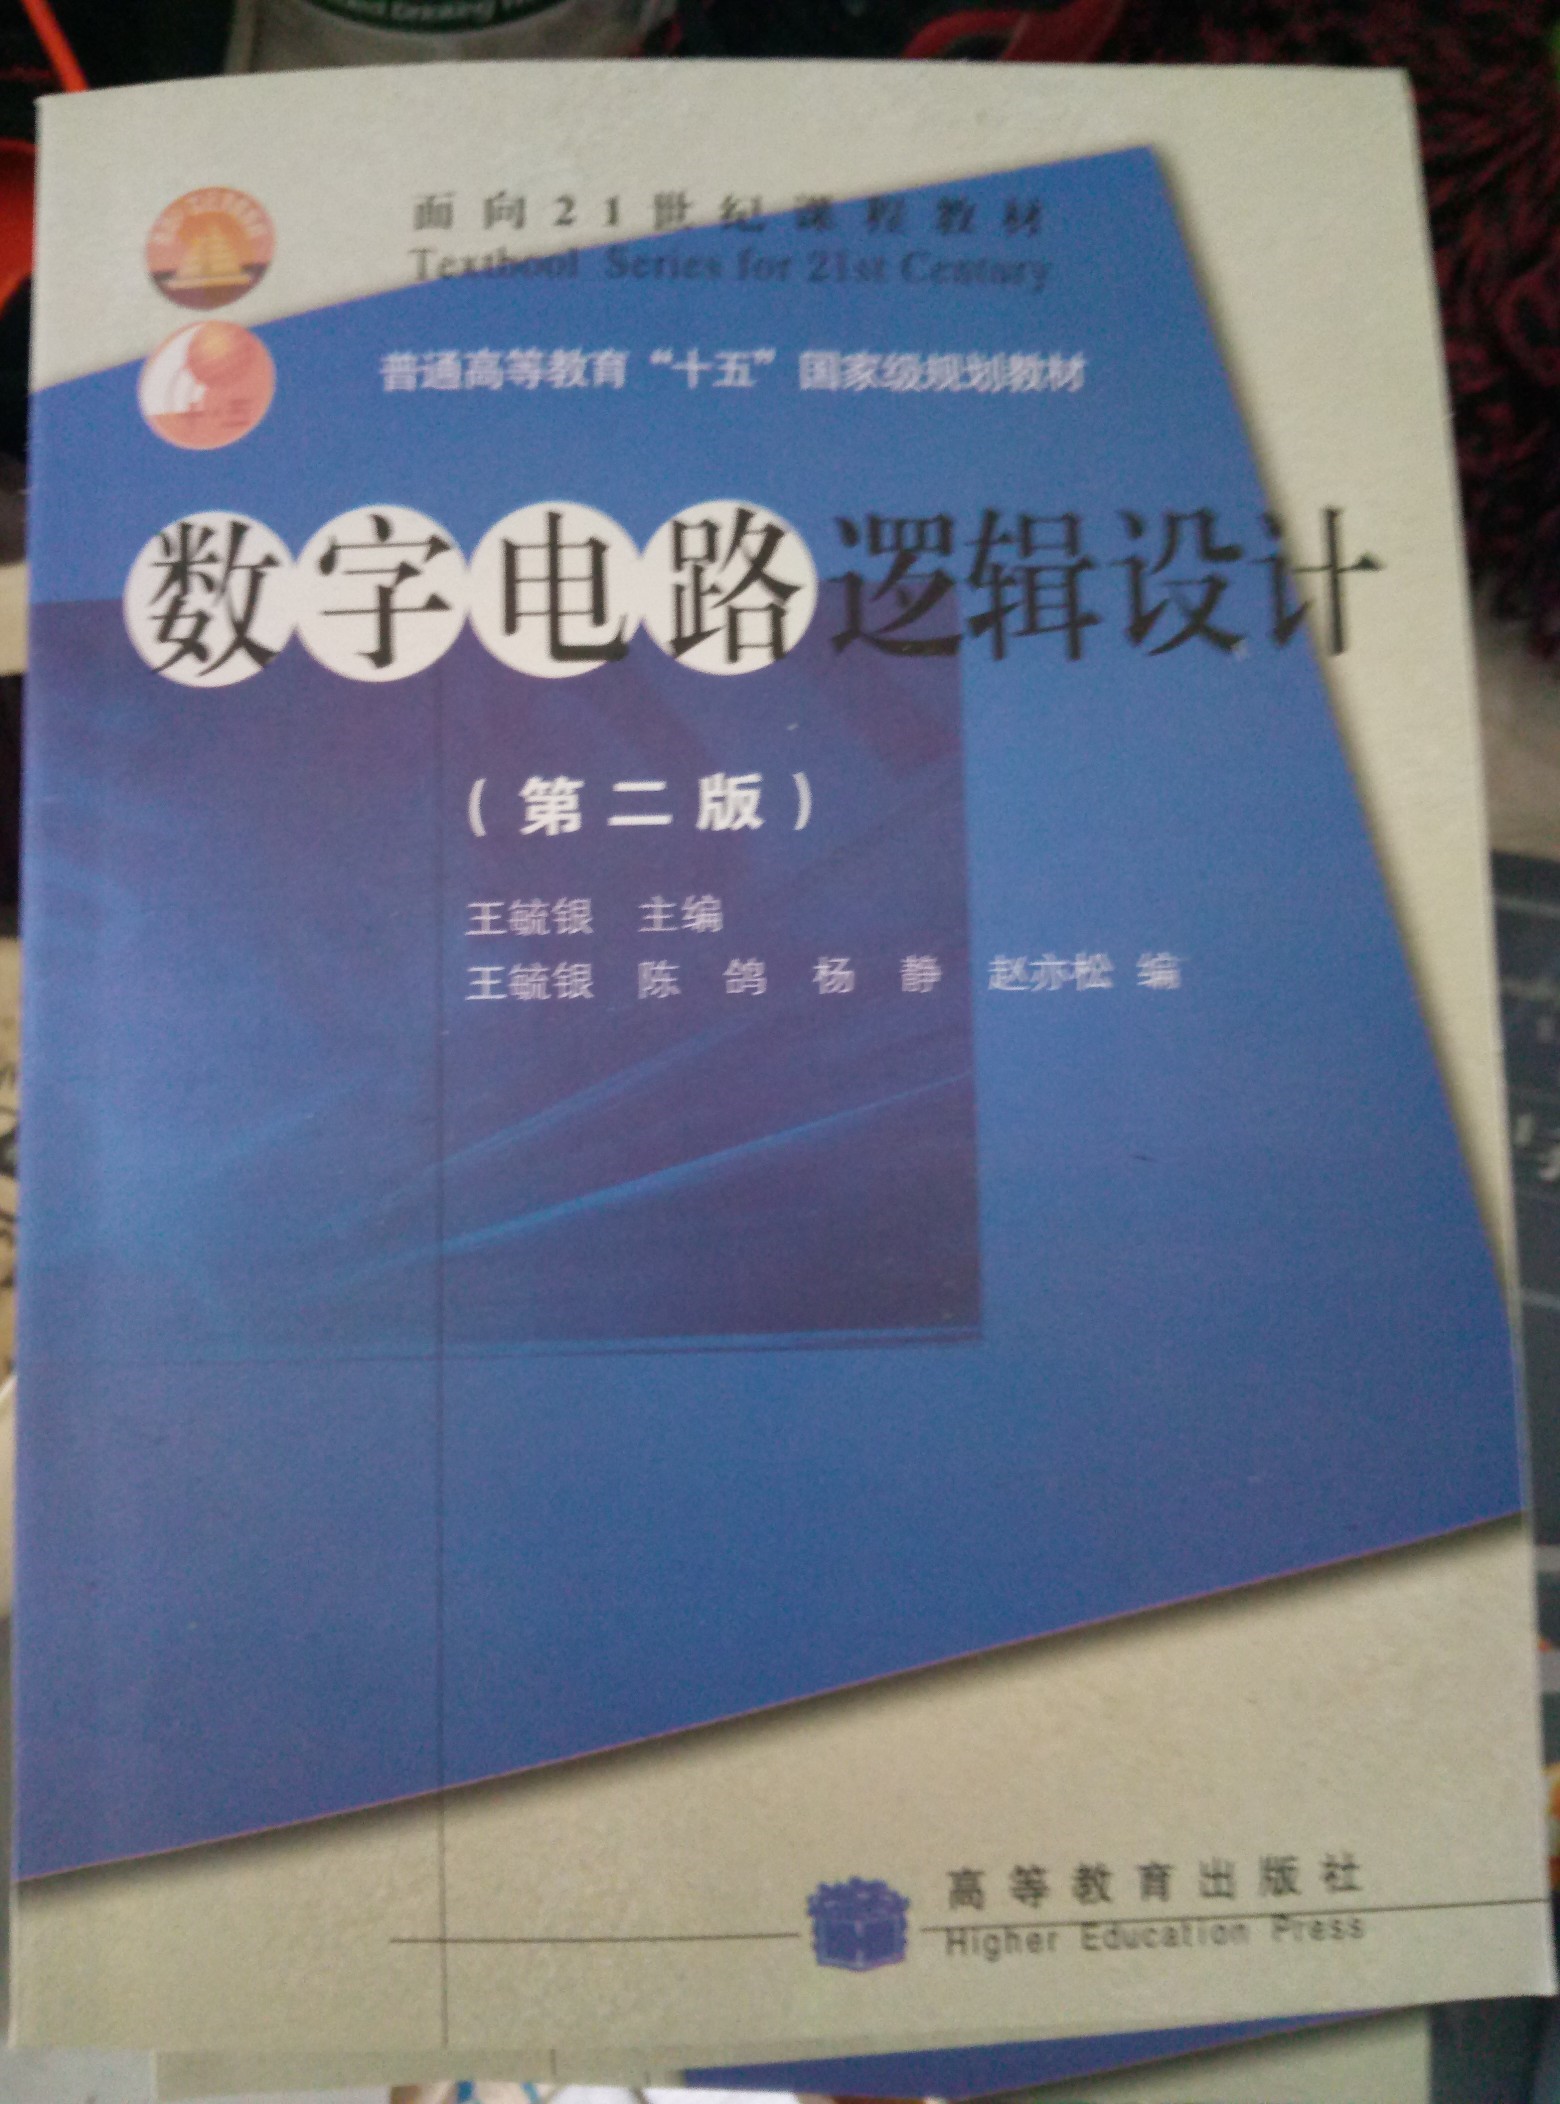 面向21世纪课程教材
Textbool Series for 21st Century
普通高等教育“十五”国家级规划教材
数字电路逻辑设计
（第二版）
王毓银 主编
王毓银 陈 鸽 杨 静 赵亦松 编
高等教育出版社
Higher Education Press